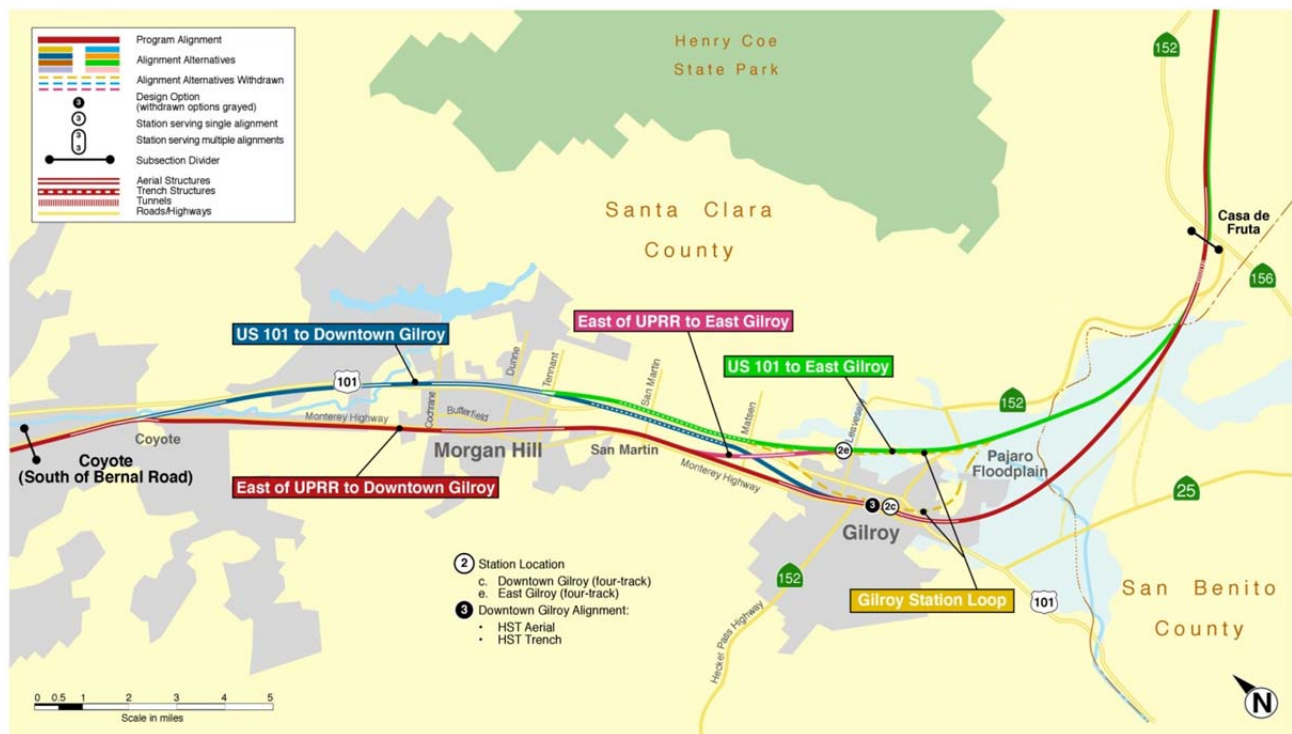 Program Alignment
Alignment Alternatives
Alignment Alternatives Withdrawn
3
Design Option
(withdrawn options grayed)
3
Station serving single alignment
3
3
Station serving multiple alignments
Subsection Divider
Aerial Structures
Trench Structures
Tunnels
Roads/Highways
Henry Coe
State Park
152
Santa Clara
County
Casa de
Fruta
156
US 101 to Downtown Gilroy
East of UPRR to East Gilroy
US 101 to East Gilroy
101
Dunne
Tennant
San Martin
Matsen
Leavesley
152
Monterey Highway
Cochrane
Butterfield
Coyote
Morgan Hill
San Martin
2e
Pajaro
Floodplain
Coyote
(South of Bernal Road)
East of UPRR to Downtown Gilroy
Monterey Highway
25
3
2c
Gilroy
2
Station Location
c. Downtown Gilroy (four-track)
e. East Gilroy (four-track)
3
Downtown Gilroy Alignment:
• HST Aerial
• HST Trench
152
Hecker Pass Highway
Gilroy Station Loop
101
San Benito
County
0 0.5 1 2 3 4 5
Scale in miles
N